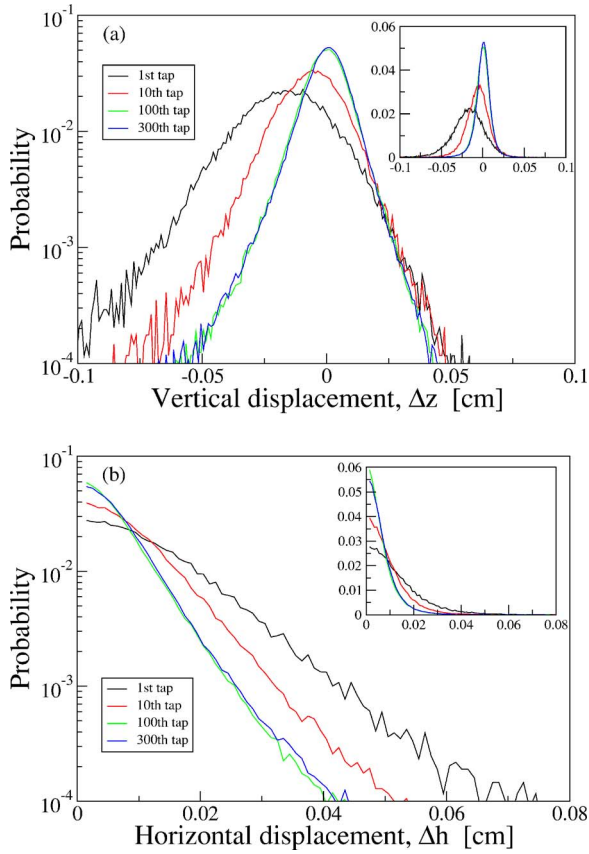 (a)
10⁻¹
10⁻²
10⁻³
10⁻⁴
Probability
1st tap
10th tap
100th tap
300th tap
0.06
0.04
0.02
0
-0.1 -0.05 0 0.05 0.1
-0.1 -0.05 0 0.05 0.1
Vertical displacement, Δz [cm]
(b)
10⁻¹
10⁻²
10⁻³
10⁻⁴
Probability
0.06
0.05
0.04
0.03
0.02
0.01
0
0 0.02 0.04 0.06 0.08
1st tap
10th tap
100th tap
300th tap
0 0.02 0.04 0.06 0.08
Horizontal displacement, Δh [cm]